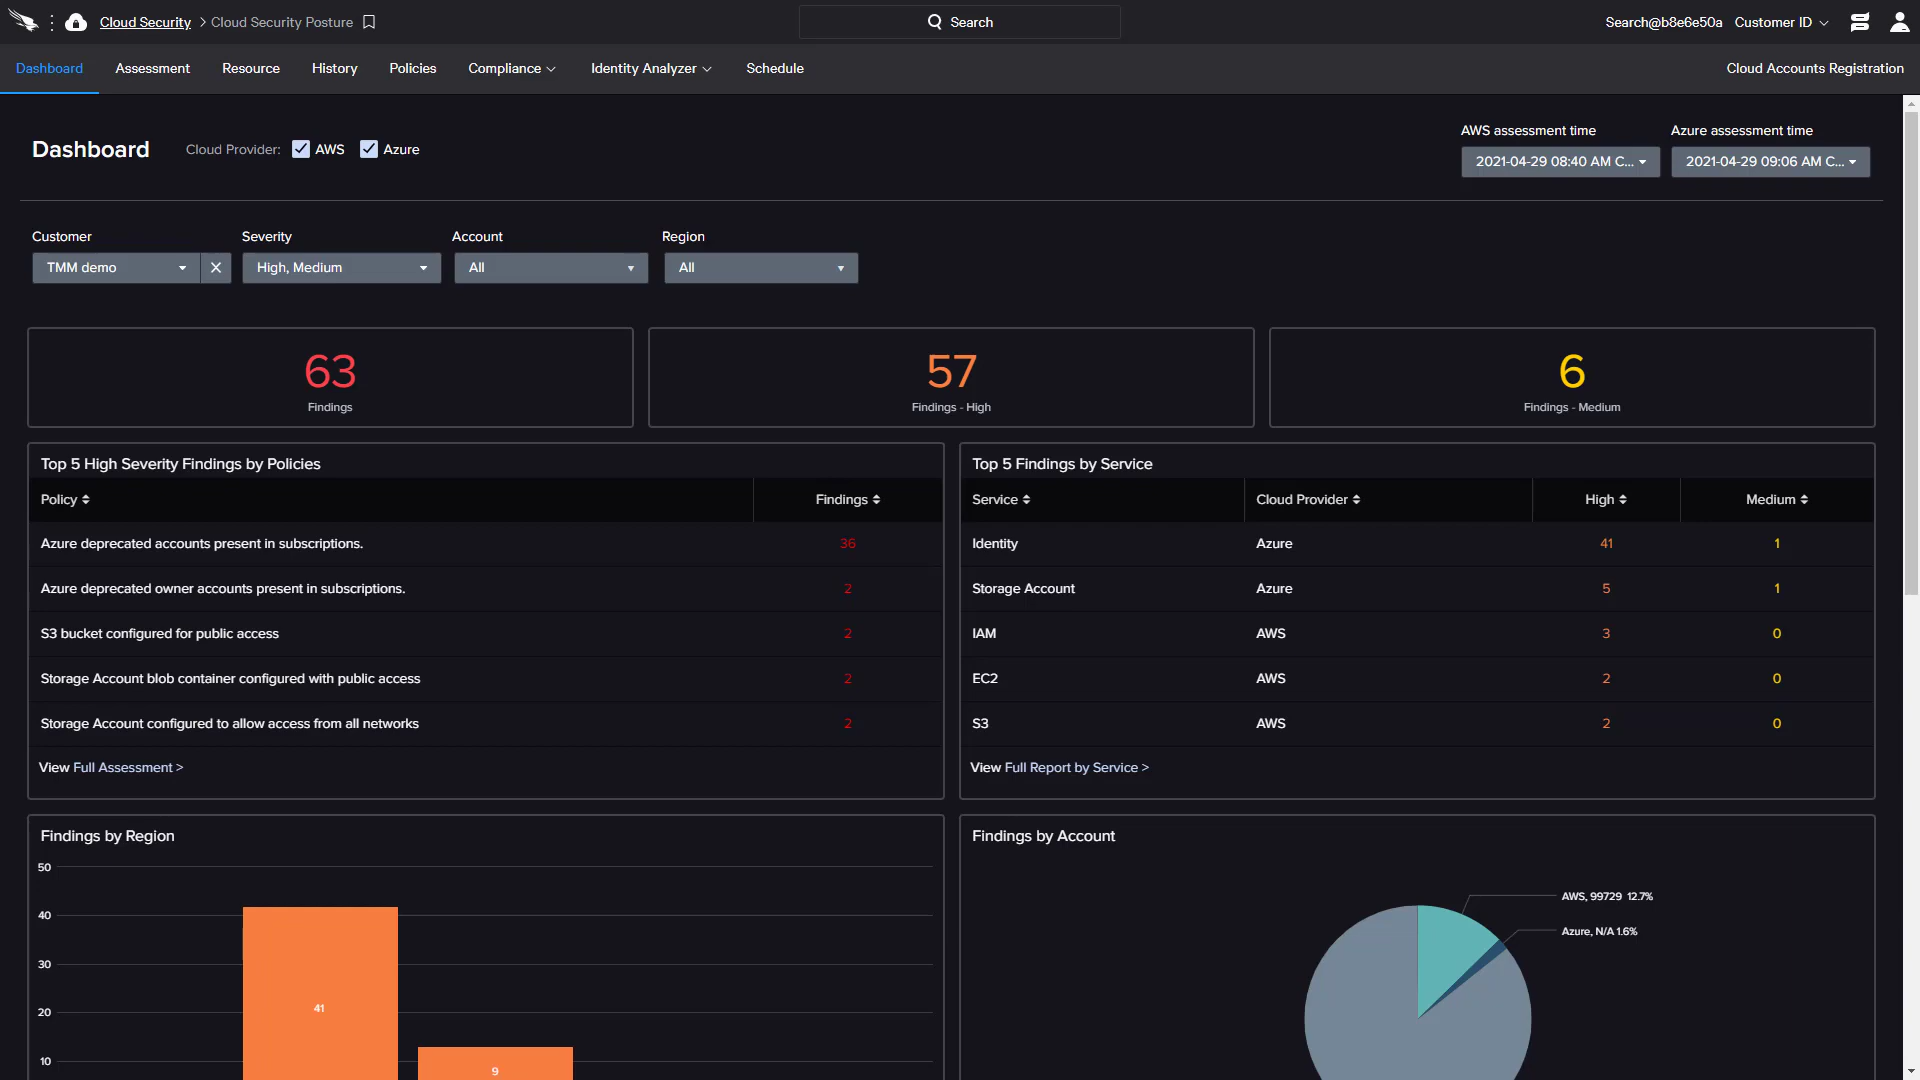 Cloud Security > Cloud Security Posture
Search
Search@b8e6e50a Customer ID
Dashboard Assessment Resource History Policies Compliance Identity Analyzer Schedule Cloud Accounts Registration
Dashboard Cloud Provider: AWS Azure
AWS assessment time Azure assessment time
2021-04-29 08:40 AM C... 2021-04-29 09:06 AM C...
Customer Severity Account Region
TMM demo High, Medium All All
63 57 6
Findings Findings - High Findings - Medium
Top 5 High Severity Findings by Policies
Policy Findings
Azure deprecated accounts present in subscriptions. 36
Azure deprecated owner accounts present in subscriptions. 2
S3 bucket configured for public access 2
Storage Account blob container configured with public access 2
Storage Account configured to allow access from all networks 2
View Full Assessment >
Top 5 Findings by Service
Service Cloud Provider High Medium
Identity Azure 41 1
Storage Account Azure 5 1
IAM AWS 3 0
EC2 AWS 2 0
S3 AWS 2 0
View Full Report by Service >
Findings by Region
50
40
30
20
10
41
9
Findings by Account
AWS, 99729 12.7%
Azure, N/A 1.6%